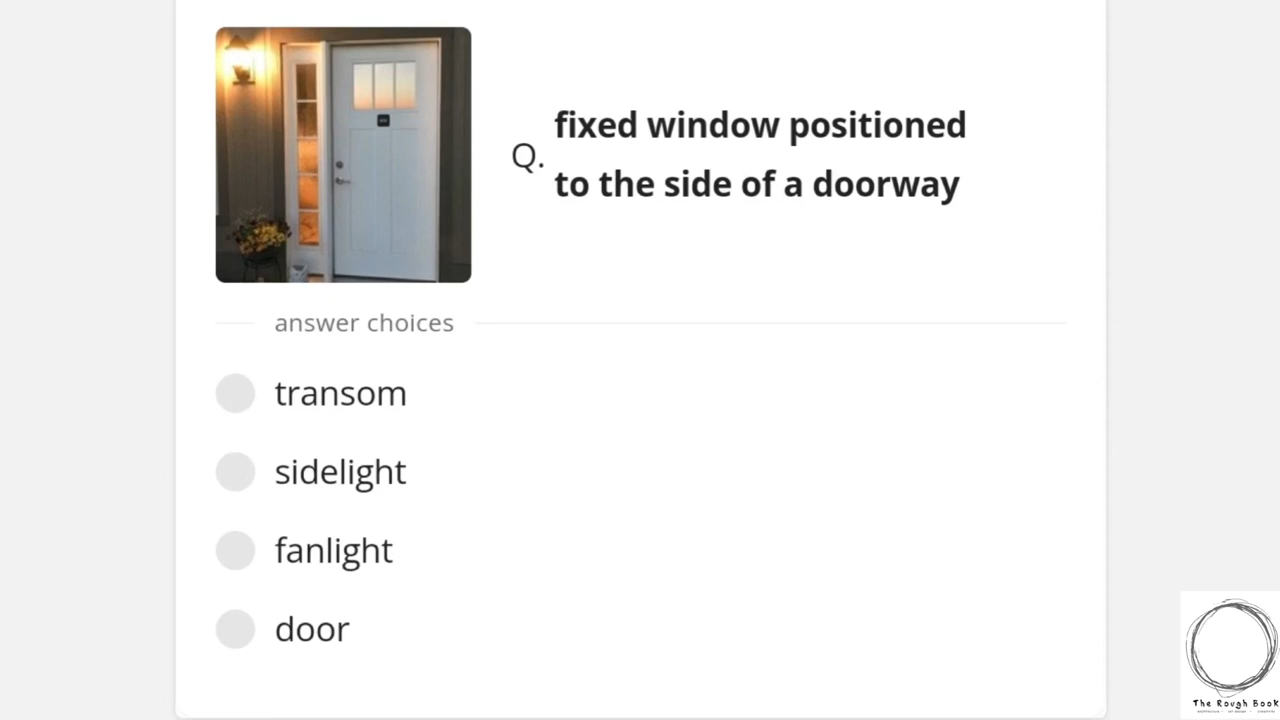 Q. fixed window positioned
to the side of a doorway
answer choices
transom
sidelight
fanlight
door
The Rough Book